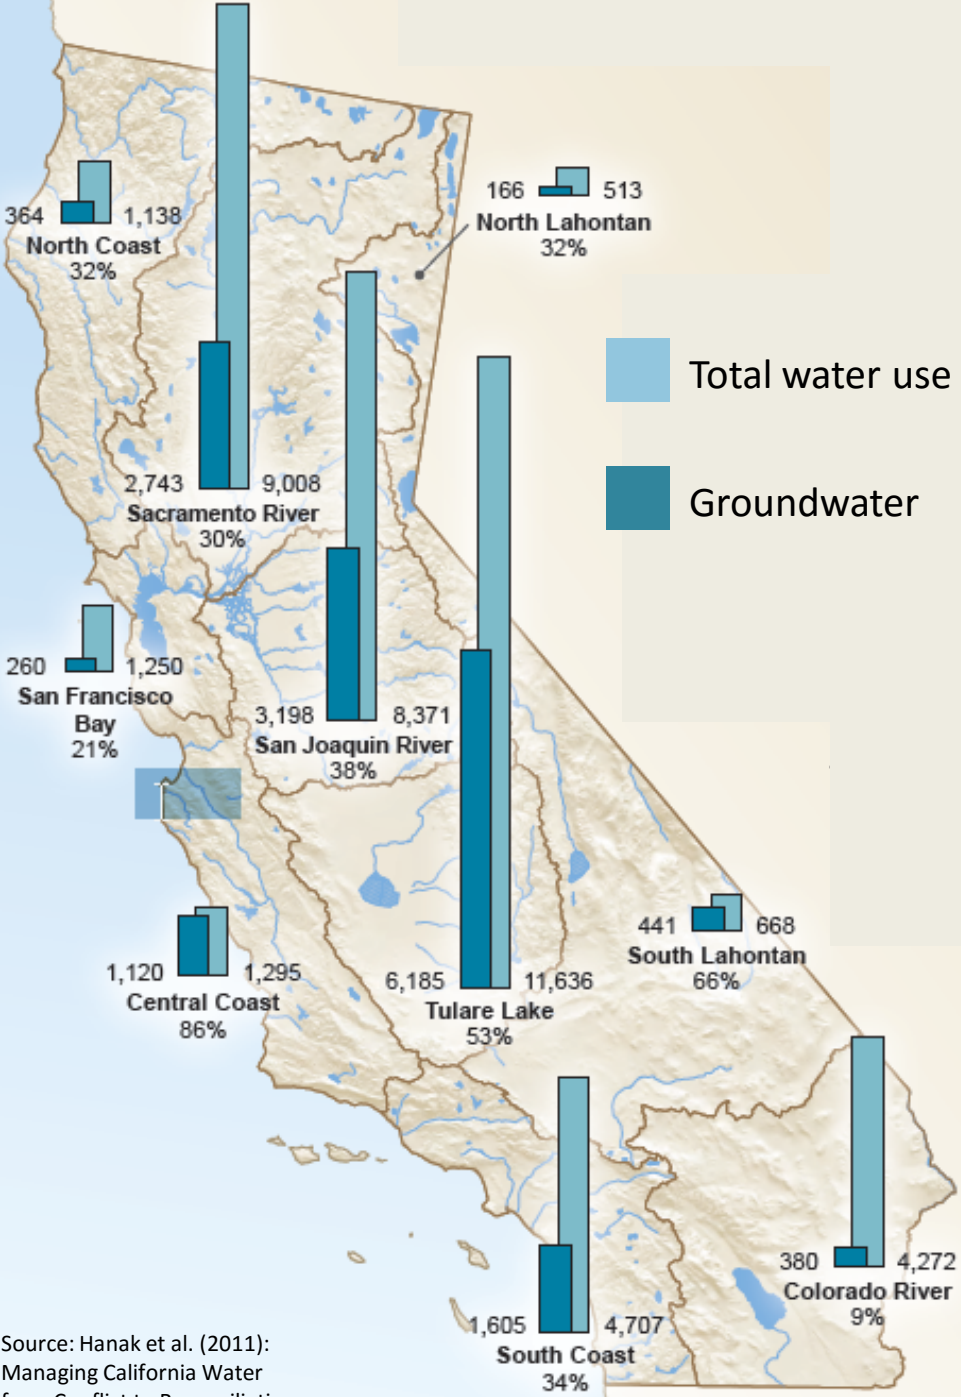 364 1,138
North Coast
32%
166 513
North Lahontan
32%
Total water use
Groundwater
2,743 9,008
Sacramento River
30%
260 1,250
San Francisco
Bay
21%
3,198 8,371
San Joaquin River
38%
1,120 1,295
Central Coast
86%
6,185 11,636
Tulare Lake
53%
441 668
South Lahontan
66%
380 4,272
Colorado River
9%
1,605 4,707
South Coast
34%
Source: Hanak et al. (2011):
Managing California Water
from Conflict to